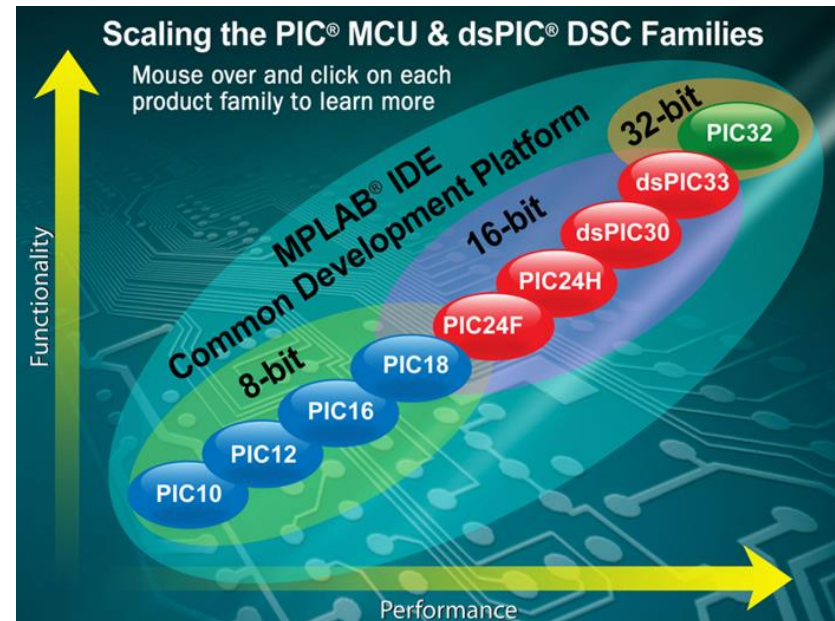 Scaling the PIC® MCU & dsPIC® DSC Families
Mouse over and click on each
product family to learn more
Functionality
MPLAB® IDE
Common Development Platform
32-bit
PIC32
dsPIC33
16-bit
dsPIC30
PIC24H
PIC24F
8-bit
PIC18
PIC16
PIC12
PIC10
Performance